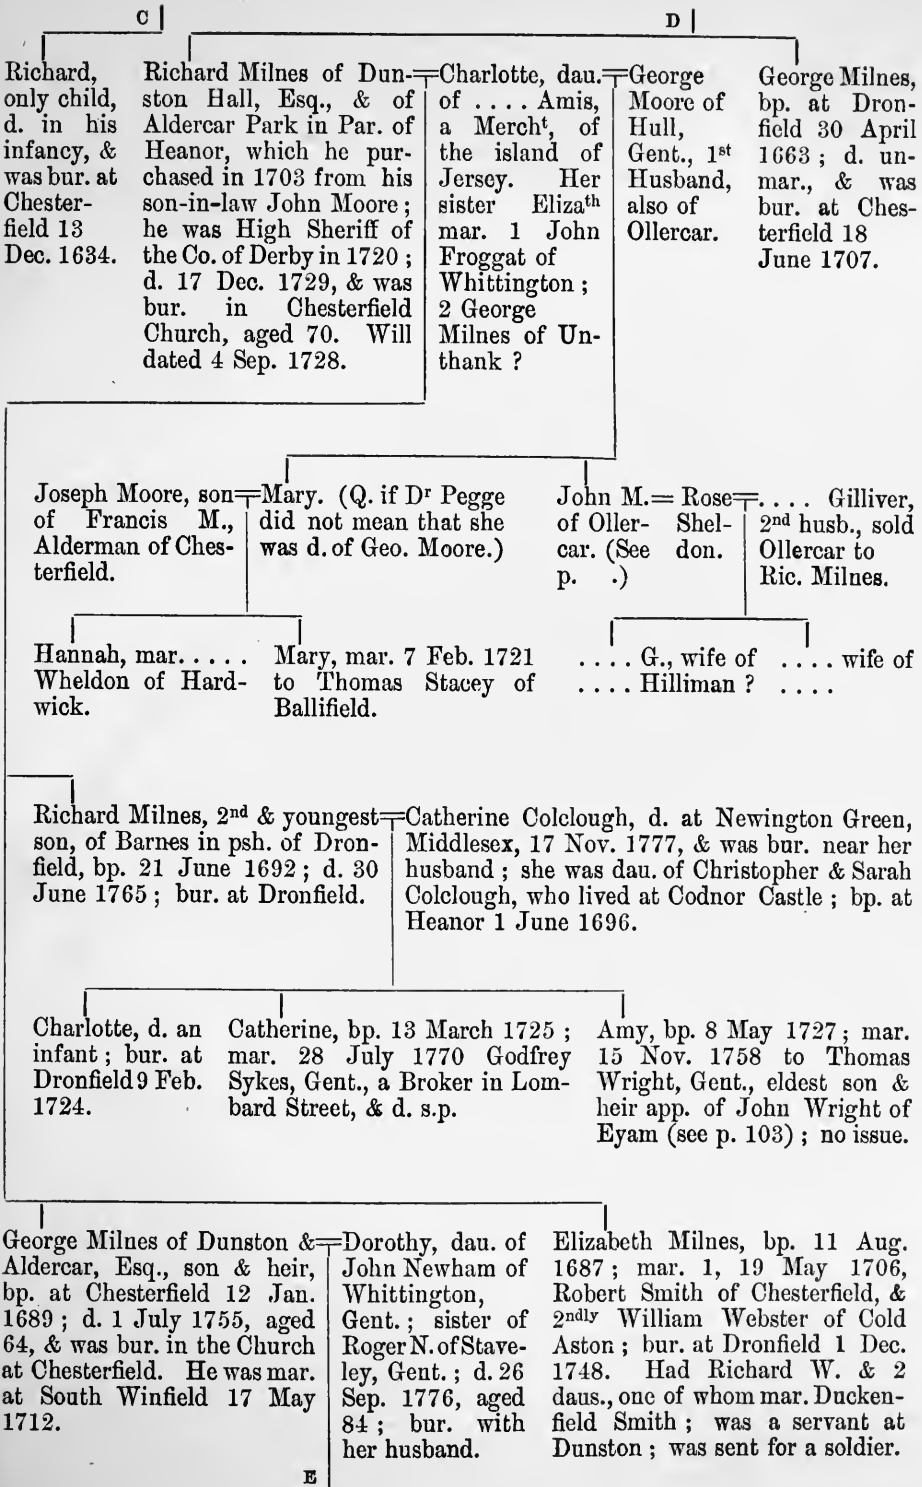 C
D
Richard,
only child,
d. in his
infancy, &
was bur. at
Chester-
field 13
Dec. 1634.
Richard Milnes of Dun-
ston Hall, Esq., & of
Aldercar Park in Par. of
Heanor, which he pur-
chased in 1703 from his
son-in-law John Moore ;
he was High Sheriff of
the Co. of Derby in 1720 ;
d. 17 Dec. 1729, & was
bur. in Chesterfield
Church, aged 70. Will
dated 4 Sep. 1728.
Charlotte, dau.
of .... Amis,
a Mercht, of
the island of
Jersey. Her
sister Elizath
mar. 1 John
Froggat of
Whittington ;
2 George
Milnes of Un-
thank ?
George
Moore of
Hull,
Gent., 1st
Husband,
also of
Ollercar.
George Milnes,
bp. at Dron-
field 30 April
1663 ; d. un-
mar., & was
bur. at Ches-
terfield 18
June 1707.
Joseph Moore, son
of Francis M.,
Alderman of Ches-
terfield.
Mary. (Q. if Dr Pegge
did not mean that she
was d. of Geo. Moore.)
John M.
of Oller-
car. (See
p. .)
= Rose
Shel-
don.
.... Gilliver,
2nd husb., sold
Ollercar to
Ric. Milnes.
Hannah, mar. ....
Wheldon of Hard-
wick.
Mary, mar. 7 Feb. 1721
to Thomas Stacey of
Ballifield.
.... G., wife of
.... Hilliman ?
.... wife of
....
Richard Milnes, 2nd & youngest
son, of Barnes in psh. of Dron-
field, bp. 21 June 1692 ; d. 30
June 1765 ; bur. at Dronfield.
Catherine Colclough, d. at Newington Green,
Middlesex, 17 Nov. 1777, & was bur. near her
husband ; she was dau. of Christopher & Sarah
Colclough, who lived at Codnor Castle ; bp. at
Heanor 1 June 1696.
Charlotte, d. an
infant ; bur. at
Dronfield 9 Feb.
1724.
Catherine, bp. 13 March 1725 ;
mar. 28 July 1770 Godfrey
Sykes, Gent., a Broker in Lom-
bard Street, & d. s.p.
Amy, bp. 8 May 1727 ; mar.
15 Nov. 1758 to Thomas
Wright, Gent., eldest son &
heir app. of John Wright of
Eyam (see p. 103) ; no issue.
George Milnes of Dunston &
Aldercar, Esq., son & heir,
bp. at Chesterfield 12 Jan.
1689 ; d. 1 July 1755, aged
64, & was bur. in the Church
at Chesterfield. He was mar.
at South Winfield 17 May
1712.
Dorothy, dau. of
John Newham of
Whittington,
Gent. ; sister of
Roger N. of Stave-
ley, Gent. ; d. 26
Sep. 1776, aged
84 ; bur. with
her husband.
Elizabeth Milnes, bp. 11 Aug.
1687 ; mar. 1, 19 May 1706,
Robert Smith of Chesterfield, &
2ndly William Webster of Cold
Aston ; bur. at Dronfield 1 Dec.
1748. Had Richard W. & 2
daus., one of whom mar. Ducken-
field Smith ; was a servant at
Dunston ; was sent for a soldier.
E